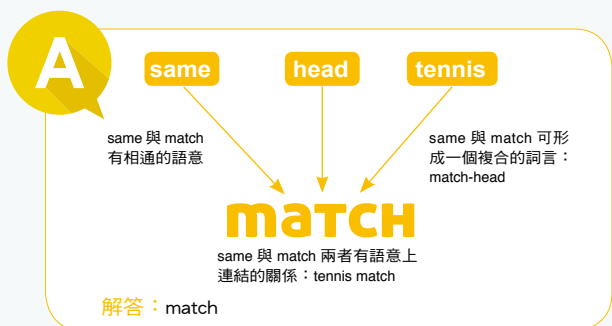 A
same head tennis
same 與 match
有相通的語意
same 與 match 可形
成一個複合的詞言：
match-head
maTCH
same 與 match 兩者有語意上
連結的關係：tennis match
解答：match